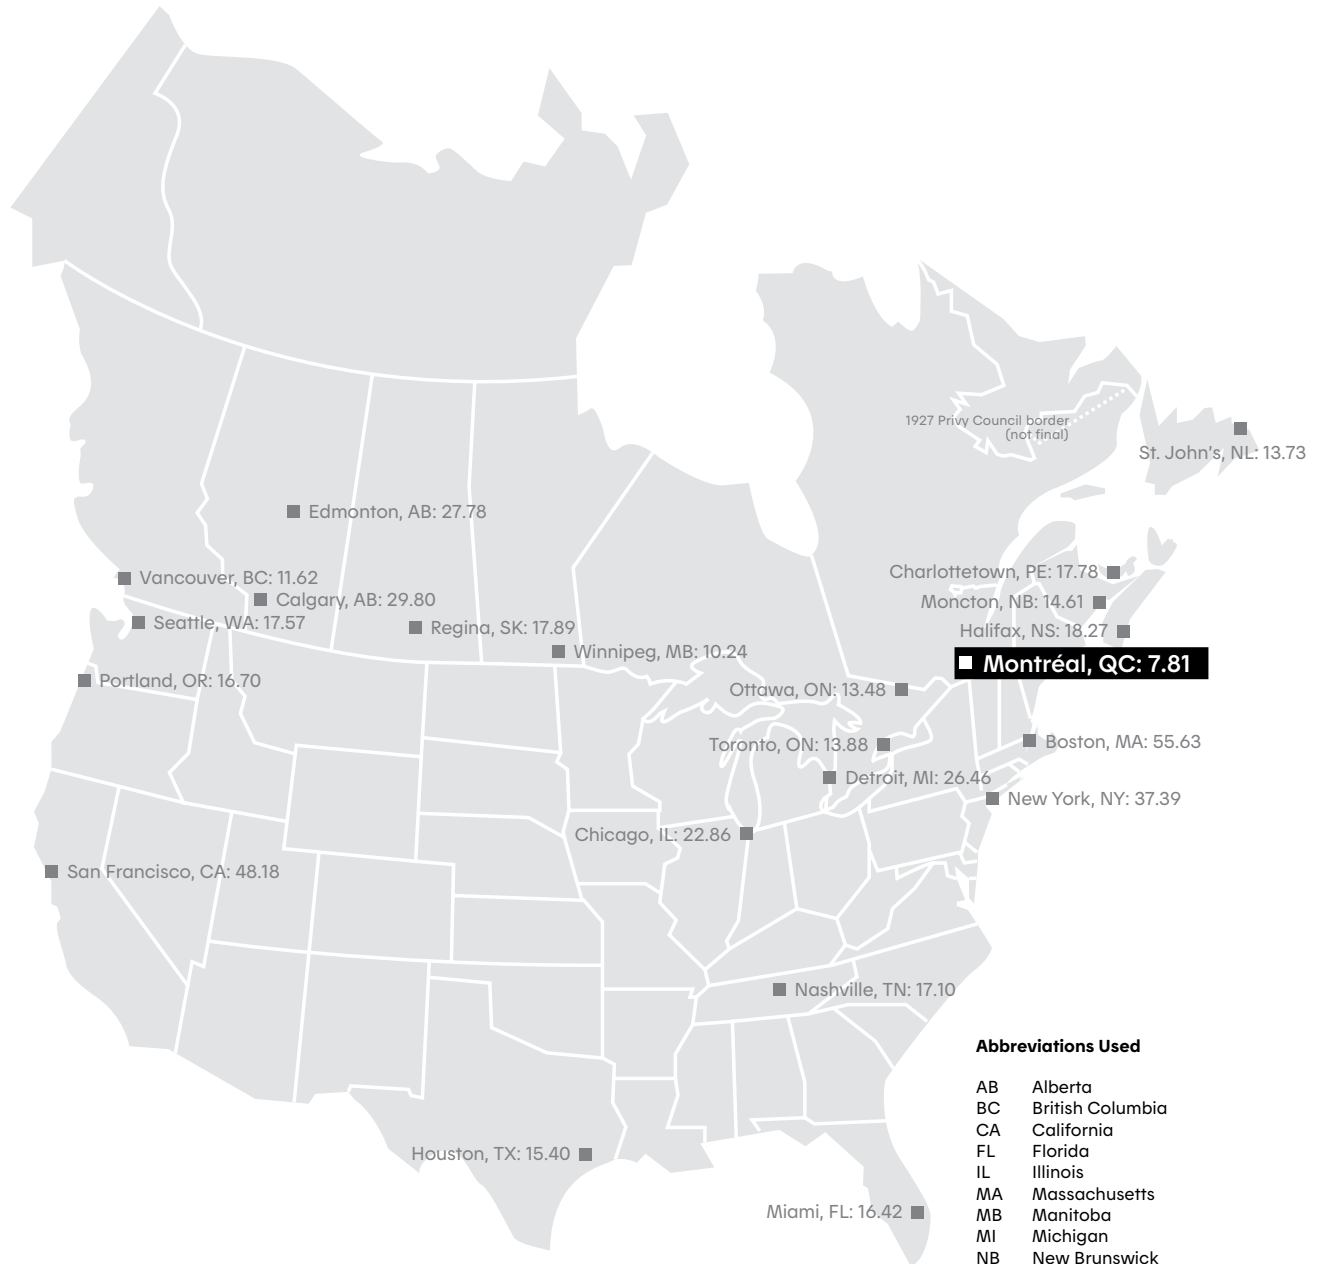 1927 Privy Council border
(not final)
St. John's, NL: 13.73
Edmonton, AB: 27.78
Vancouver, BC: 11.62
Charlottetown, PE: 17.78
Calgary, AB: 29.80
Moncton, NB: 14.61
Seattle, WA: 17.57
Regina, SK: 17.89
Halifax, NS: 18.27
Winnipeg, MB: 10.24
Montréal, QC: 7.81
Portland, OR: 16.70
Ottawa, ON: 13.48
Toronto, ON: 13.88
Boston, MA: 55.63
Detroit, MI: 26.46
New York, NY: 37.39
Chicago, IL: 22.86
San Francisco, CA: 48.18
Nashville, TN: 17.10
Houston, TX: 15.40
Miami, FL: 16.42
Abbreviations Used
AB Alberta
BC British Columbia
CA California
FL Florida
IL Illinois
MA Massachusetts
MB Manitoba
MI Michigan
NB New Brunswick